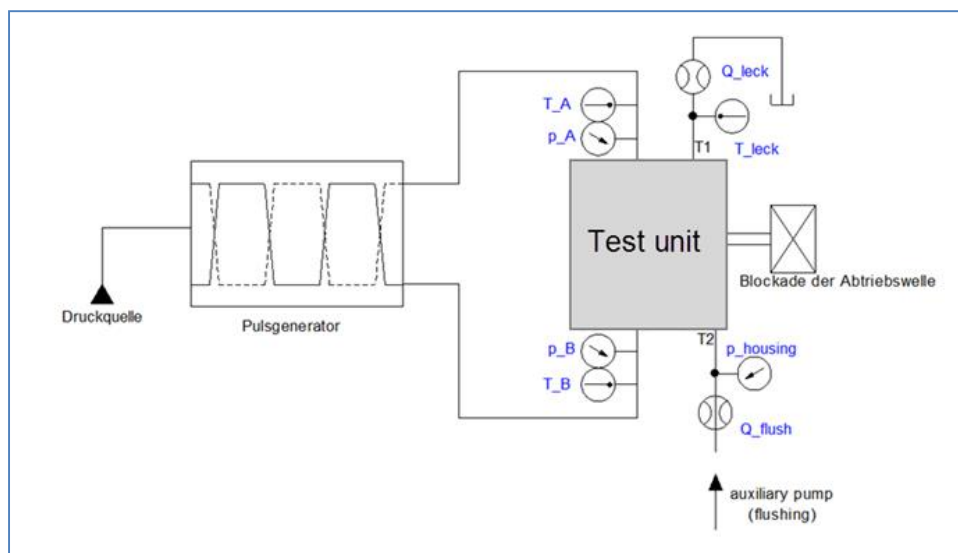 Q_leck
T_A
p_A
T1
T_leck
Test unit
Blockade der Abtriebswelle
Druckquelle
Pulsgenerator
T2
p_B
p_housing
T_B
Q_flush
auxiliary pump
(flushing)